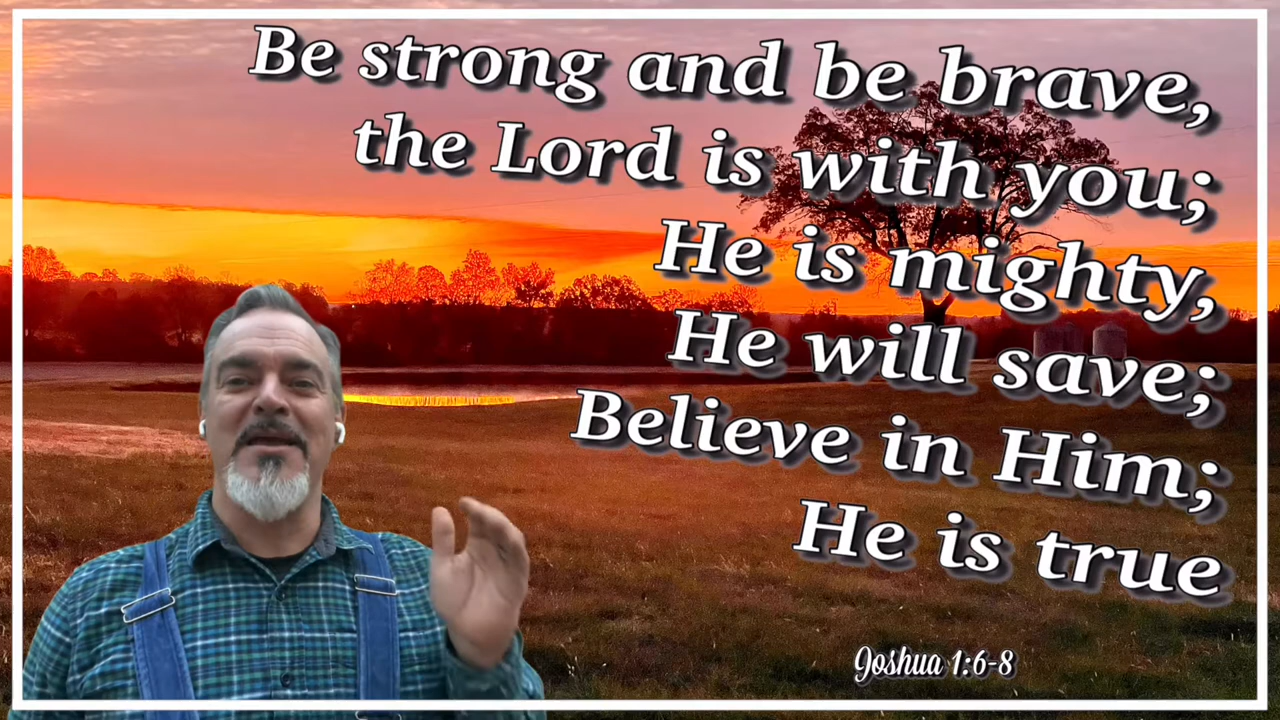 Be strong and be brave,
the Lord is with you;
He is mighty,
He will save;
Believe in Him;
He is true
Joshua 1:6-8